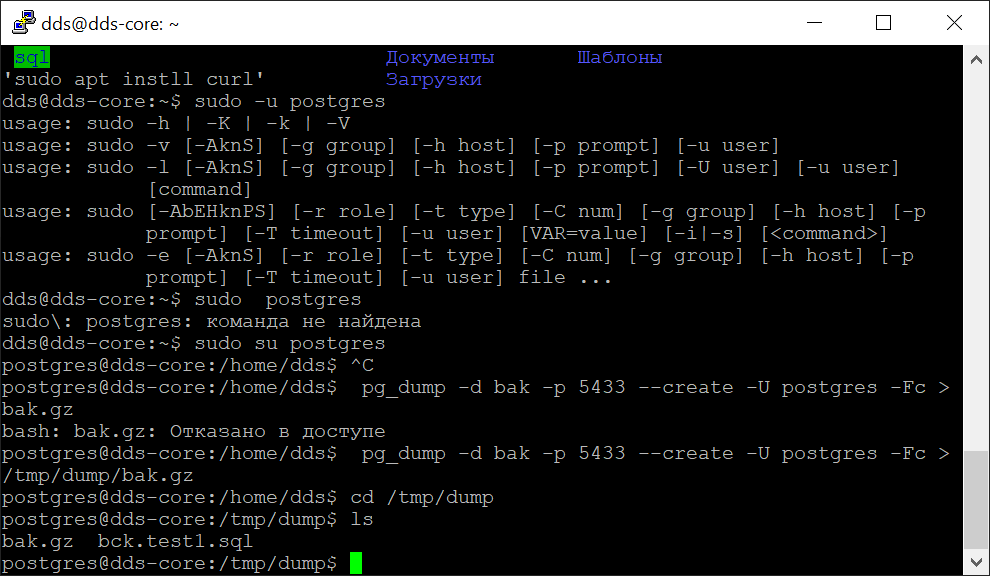 dds@dds-core: ~
sql Документы Шаблоны
'sudo apt instll curl' Загрузки
dds@dds-core:~$ sudo -u postgres
usage: sudo -h | -K | -k | -V
usage: sudo -v [-AknS] [-g group] [-h host] [-p prompt] [-u user]
usage: sudo -l [-AknS] [-g group] [-h host] [-p prompt] [-U user] [-u user]
[command]
usage: sudo [-AbEHknPS] [-r role] [-t type] [-C num] [-g group] [-h host] [-p
prompt] [-T timeout] [-u user] [VAR=value] [-i|-s] [<command>]
usage: sudo -e [-AknS] [-r role] [-t type] [-C num] [-g group] [-h host] [-p
prompt] [-T timeout] [-u user] file ...
dds@dds-core:~$ sudo  postgres
sudo\: postgres: команда не найдена
dds@dds-core:~$ sudo su postgres
postgres@dds-core:/home/dds$ ^C
postgres@dds-core:/home/dds$  pg_dump -d bak -p 5433 --create -U postgres -Fc >
bak.gz
bash: bak.gz: Отказано в доступе
postgres@dds-core:/home/dds$  pg_dump -d bak -p 5433 --create -U postgres -Fc >
/tmp/dump/bak.gz
postgres@dds-core:/home/dds$ cd /tmp/dump
postgres@dds-core:/tmp/dump$ ls
bak.gz  bck.test1.sql
postgres@dds-core:/tmp/dump$